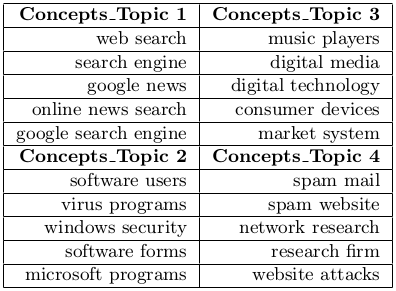 Concepts_Topic 1 Concepts_Topic 3
web search music players
search engine digital media
google news digital technology
online news search consumer devices
google search engine market system
Concepts_Topic 2 Concepts_Topic 4
software users spam mail
virus programs spam website
windows security network research
software forms research firm
microsoft programs website attacks